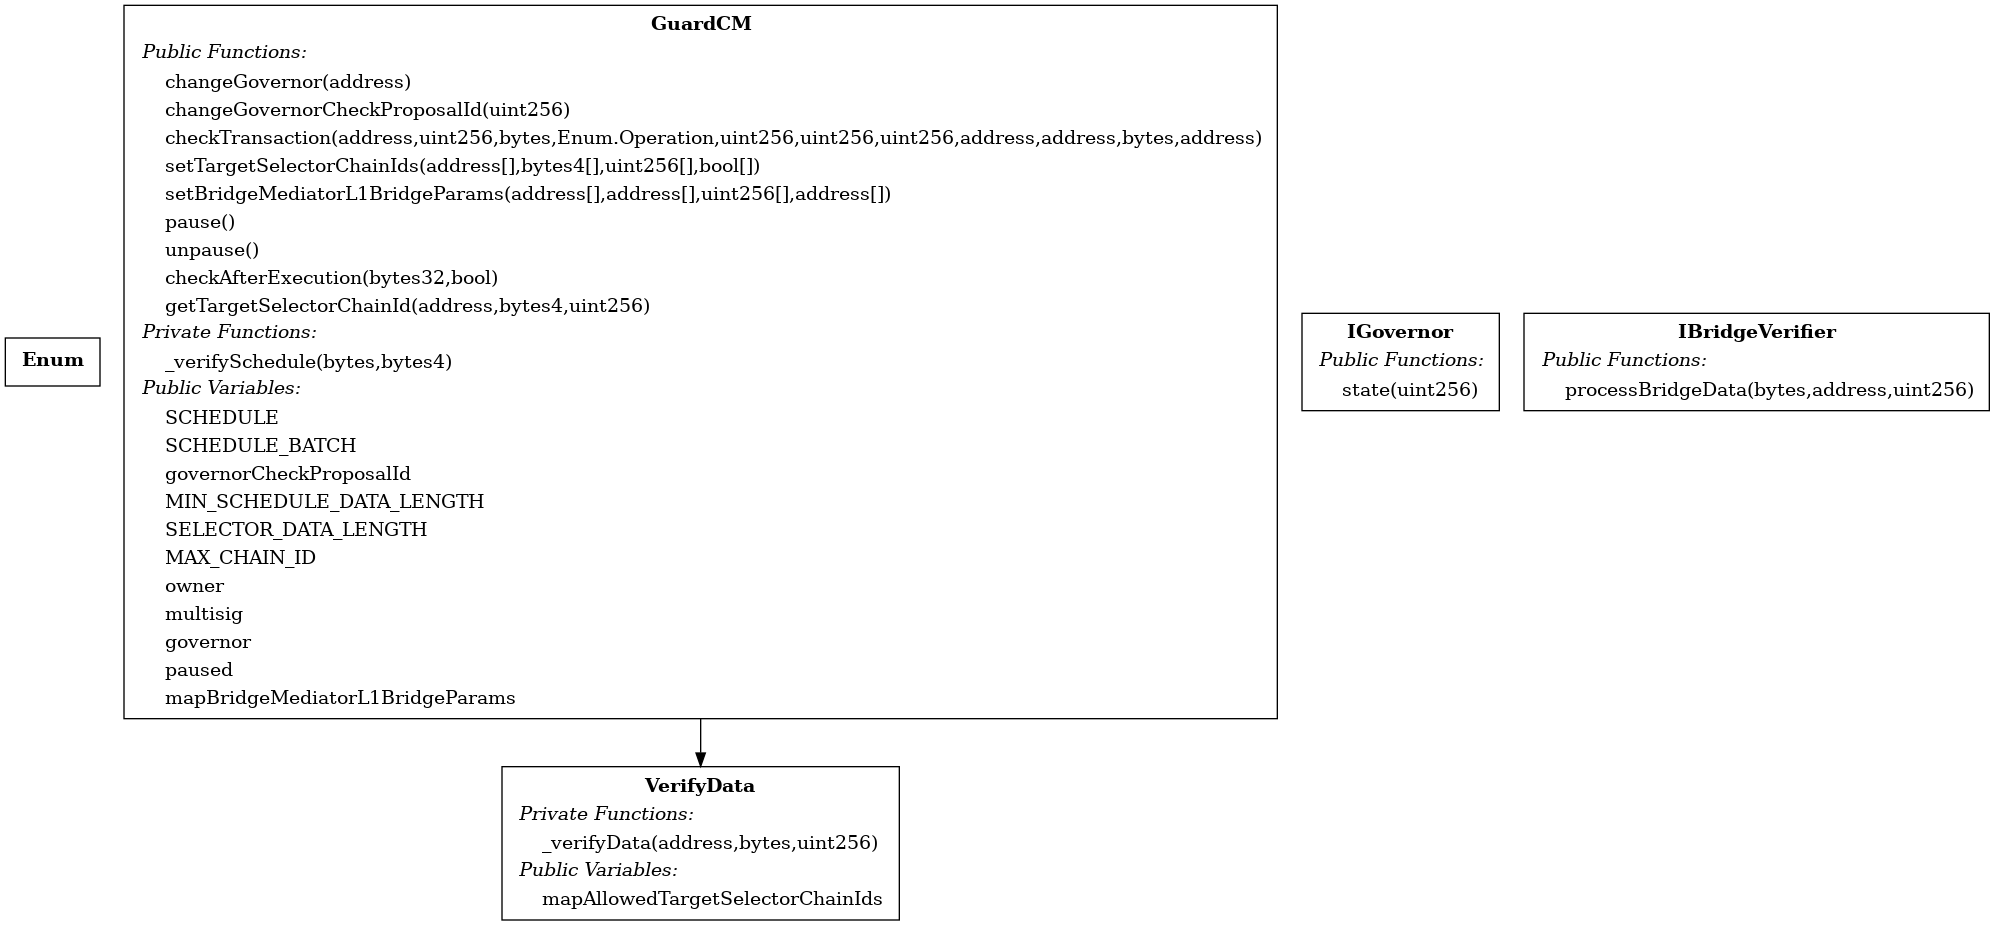 Enum
GuardCM
Public Functions:
changeGovernor(address)
changeGovernorCheckProposalId(uint256)
checkTransaction(address,uint256,bytes,Enum.Operation,uint256,uint256,uint256,address,address,bytes,address)
setTargetSelectorChainIds(address[],bytes4[],uint256[],bool[])
setBridgeMediatorL1BridgeParams(address[],address[],uint256[],address[])
pause()
unpause()
checkAfterExecution(bytes32,bool)
getTargetSelectorChainId(address,bytes4,uint256)
Private Functions:
_verifySchedule(bytes,bytes4)
Public Variables:
SCHEDULE
SCHEDULE_BATCH
governorCheckProposalId
MIN_SCHEDULE_DATA_LENGTH
SELECTOR_DATA_LENGTH
MAX_CHAIN_ID
owner
multisig
governor
paused
mapBridgeMediatorL1BridgeParams
IGovernor
Public Functions:
state(uint256)
IBridgeVerifier
Public Functions:
processBridgeData(bytes,address,uint256)
VerifyData
Private Functions:
_verifyData(address,bytes,uint256)
Public Variables:
mapAllowedTargetSelectorChainIds